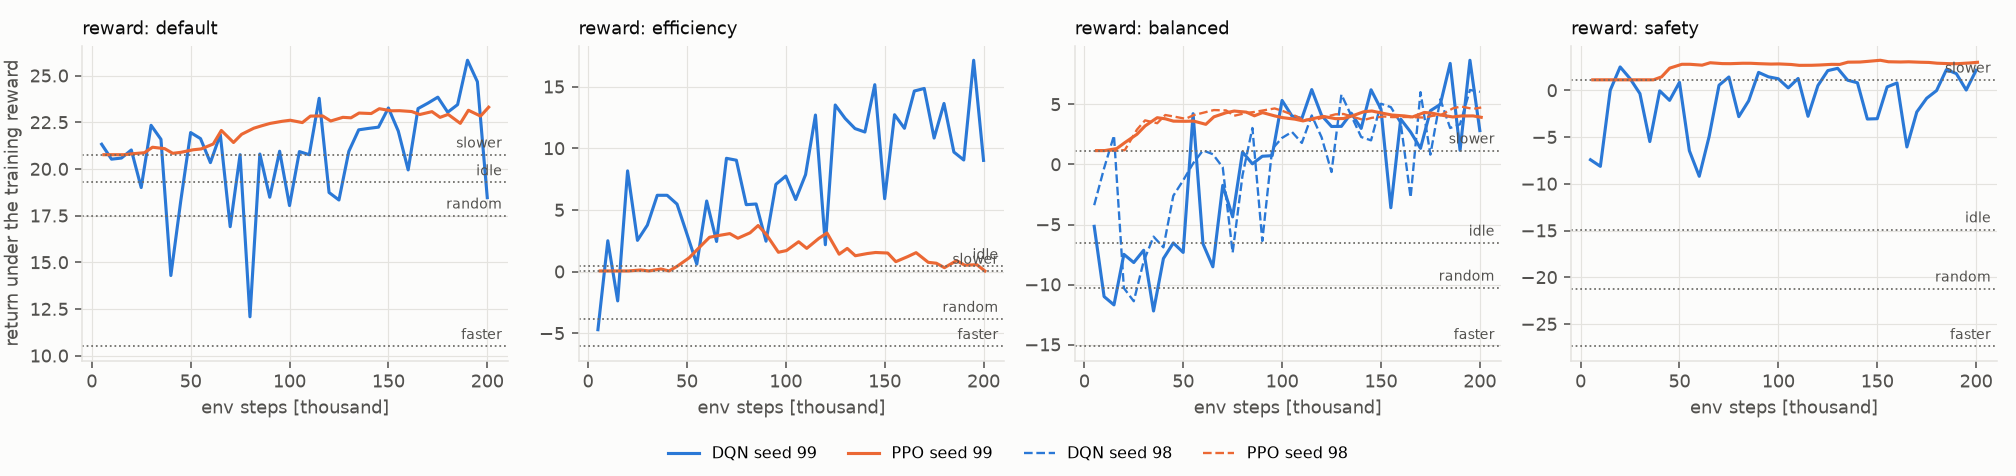 reward: default
return under the training reward
25.0
22.5
20.0
17.5
15.0
12.5
10.0
slower
idle
random
faster
0 50 100 150 200
env steps [thousand]
reward: efficiency
15
10
5
0
−5
idle
slower
random
faster
0 50 100 150 200
env steps [thousand]
reward: balanced
5
0
−5
−10
−15
slower
idle
random
faster
0 50 100 150 200
env steps [thousand]
reward: safety
0
−5
−10
−15
−20
−25
slower
idle
random
faster
0 50 100 150 200
env steps [thousand]
DQN seed 99 PPO seed 99 DQN seed 98 PPO seed 98